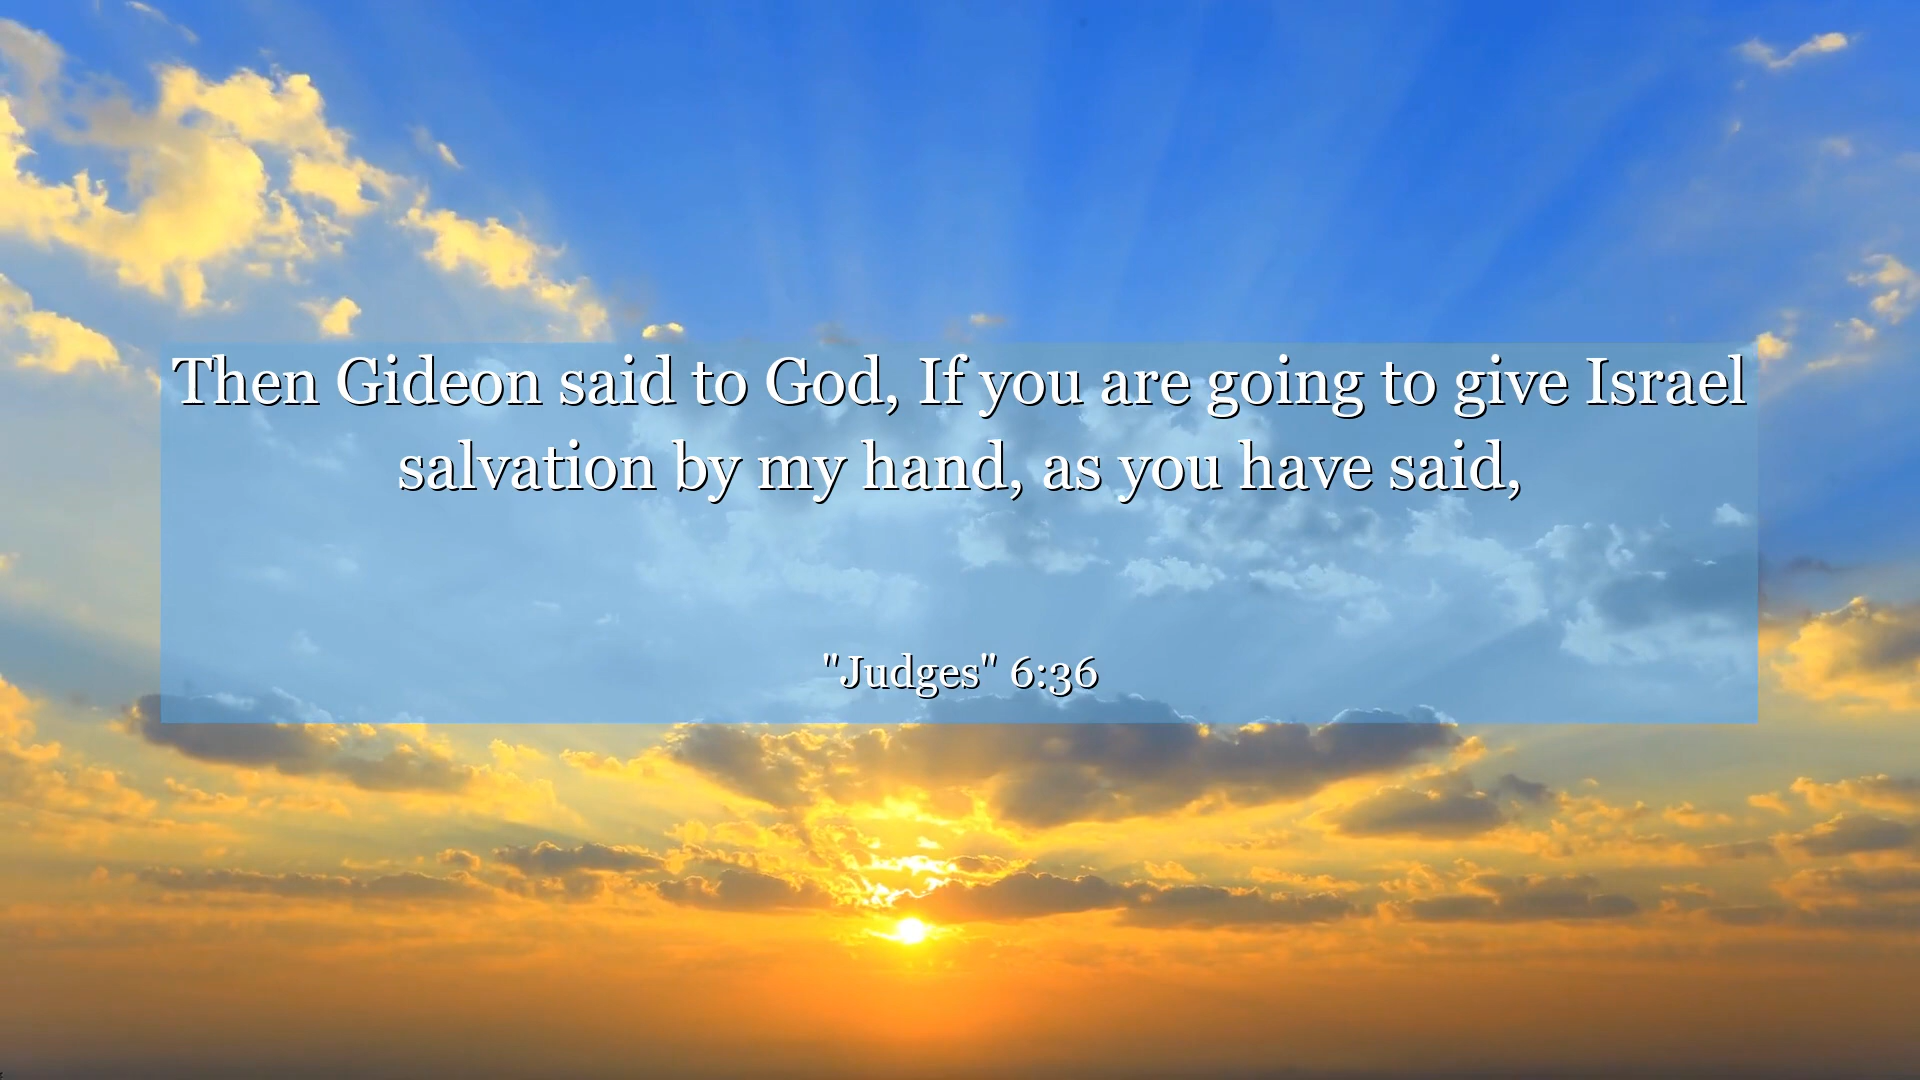 Then Gideon said to God, If you are going to give Israel
salvation by my hand, as you have said,
"Judges" 6:36